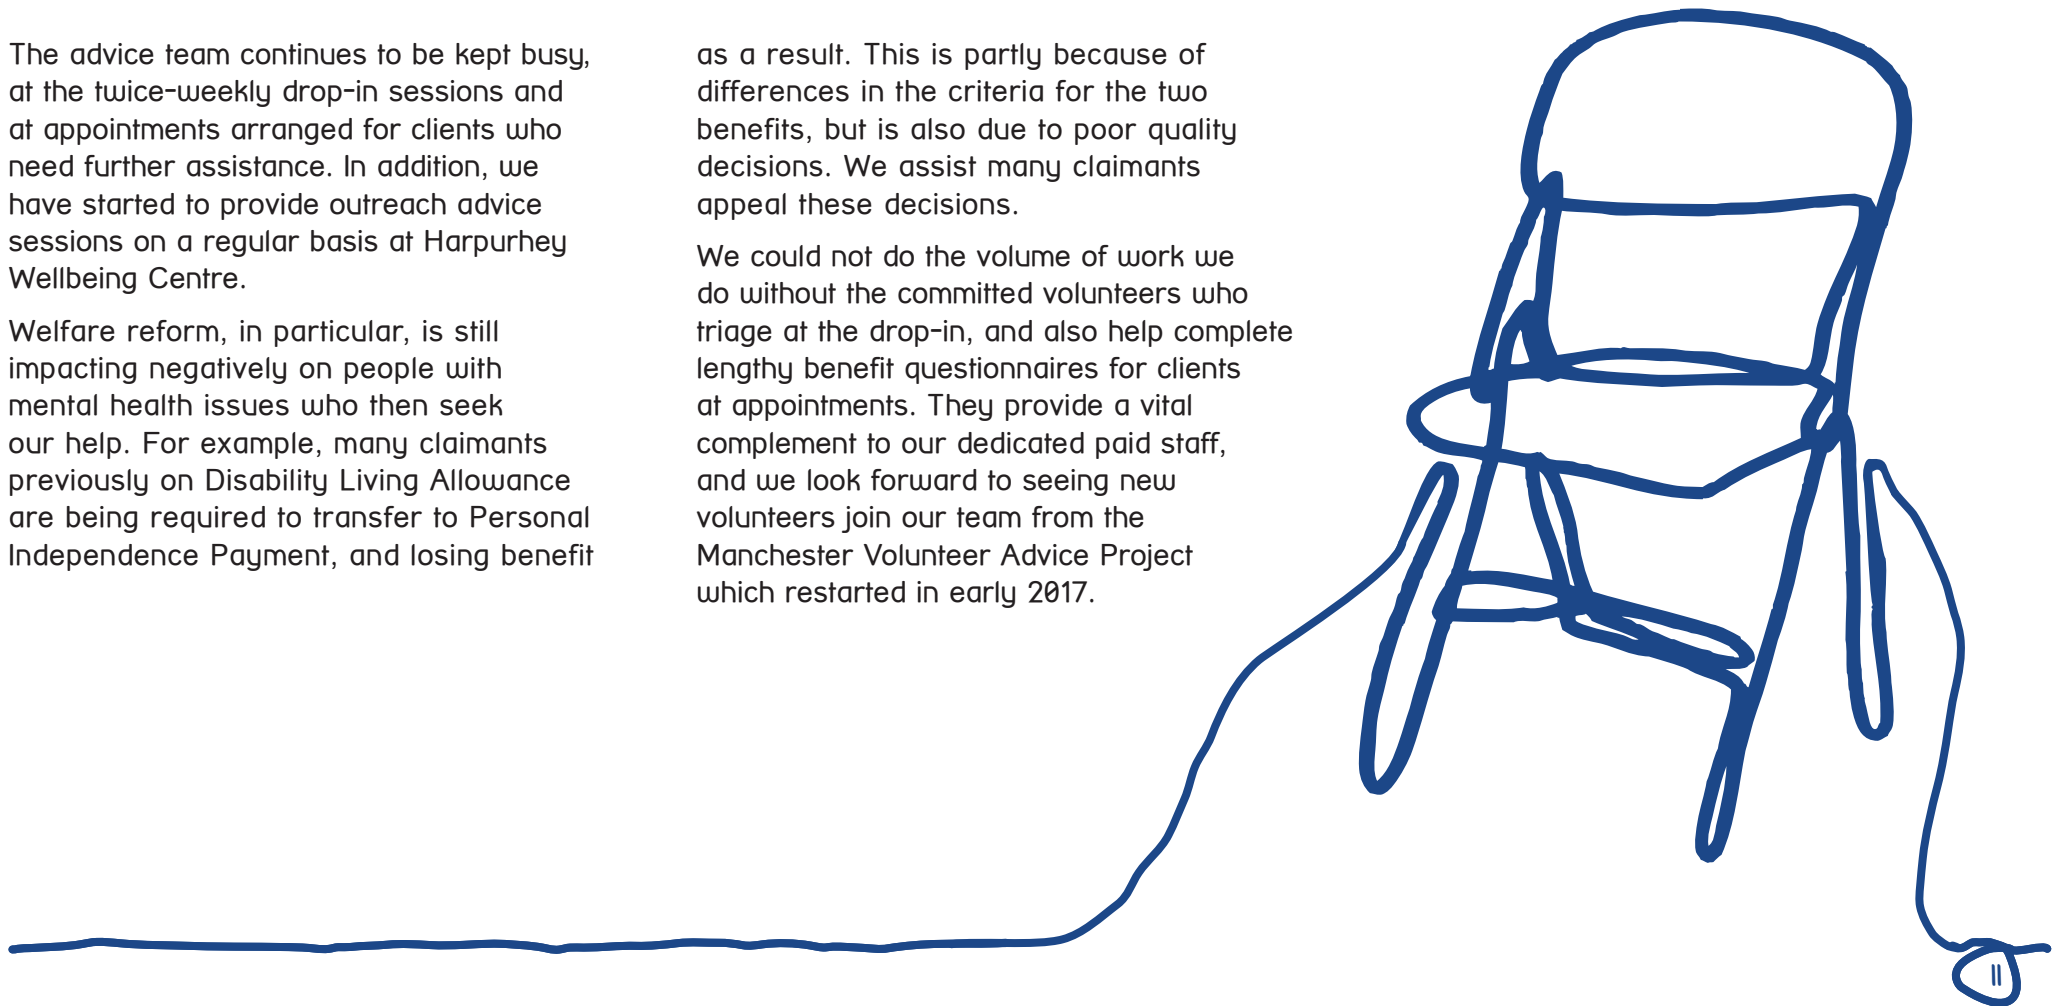 The advice team continues to be kept busy,
at the twice-weekly drop-in sessions and
at appointments arranged for clients who
need further assistance. In addition, we
have started to provide outreach advice
sessions on a regular basis at Harpurhey
Wellbeing Centre.
Welfare reform, in particular, is still
impacting negatively on people with
mental health issues who then seek
our help. For example, many claimants
previously on Disability Living Allowance
are being required to transfer to Personal
Independence Payment, and losing benefit
as a result. This is partly because of
differences in the criteria for the two
benefits, but is also due to poor quality
decisions. We assist many claimants
appeal these decisions.
We could not do the volume of work we
do without the committed volunteers who
triage at the drop-in, and also help complete
lengthy benefit questionnaires for clients
at appointments. They provide a vital
complement to our dedicated paid staff,
and we look forward to seeing new
volunteers join our team from the
Manchester Volunteer Advice Project
which restarted in early 2017.
11